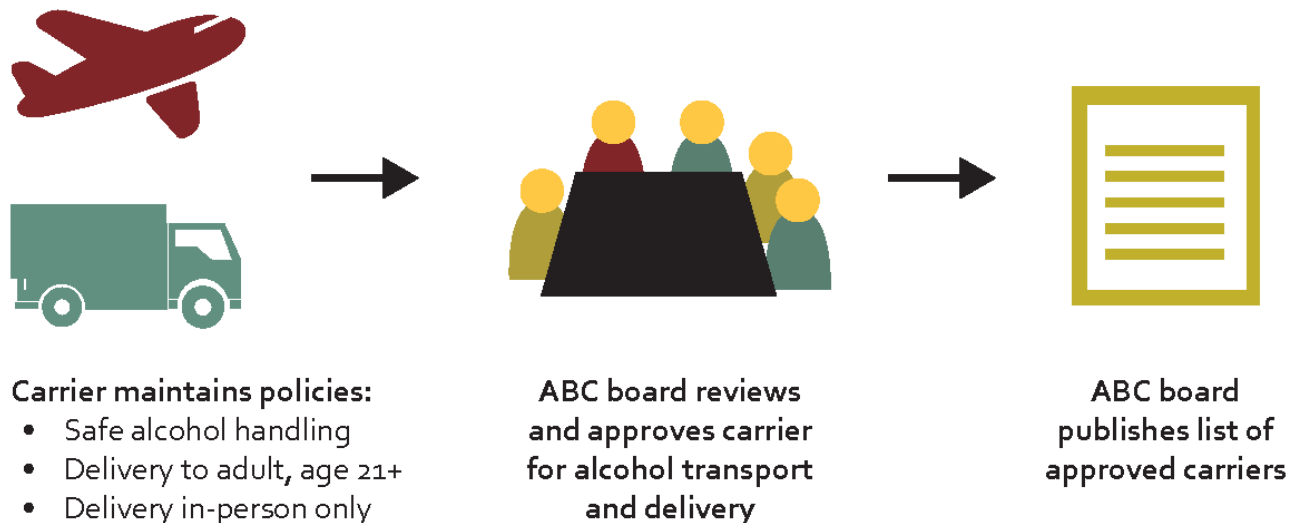 Carrier maintains policies:
• Safe alcohol handling
• Delivery to adult, age 21+
• Delivery in-person only
ABC board reviews
and approves carrier
for alcohol transport
and delivery
ABC board
publishes list of
approved carriers